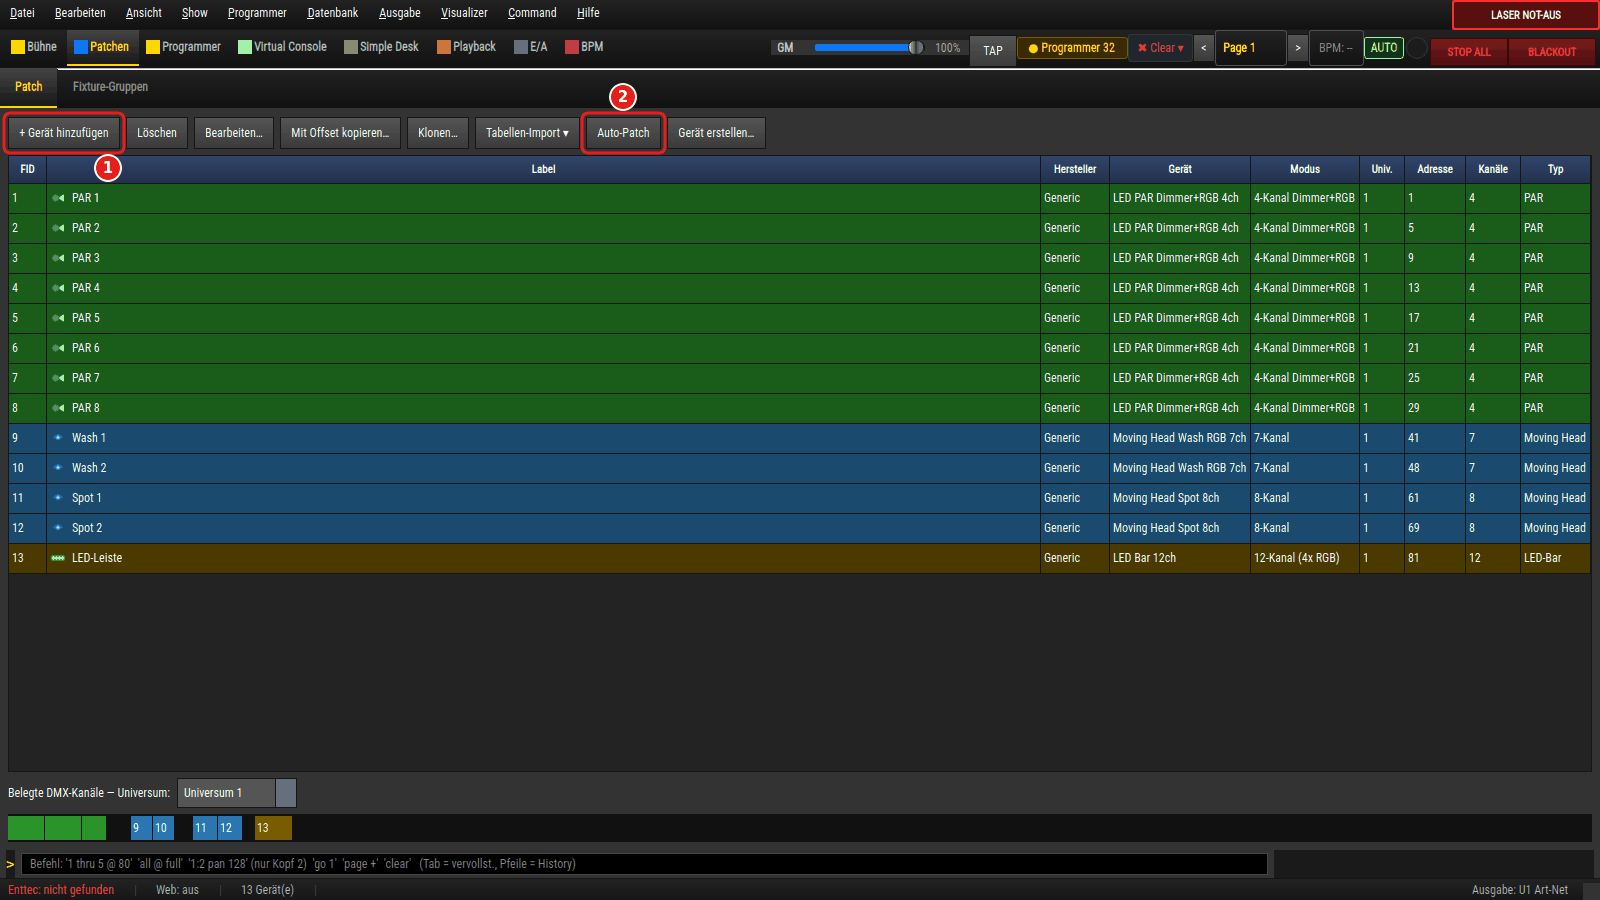 Datei Bearbeiten Ansicht Show Programmer Datenbank Ausgabe Visualizer Command Hilfe
LASER NOT-AUS
Bühne Patchen Programmer Virtual Console Simple Desk Playback E/A BPM
GM 100% TAP Programmer 32 ✖ Clear ▾ < Page 1 > BPM: -- AUTO STOP ALL BLACKOUT
Patch Fixture-Gruppen
2
+ Gerät hinzufügen Löschen Bearbeiten... Mit Offset kopieren... Klonen... Tabellen-Import ▾ Auto-Patch Gerät erstellen...
1
FID Label Hersteller Gerät Modus Univ. Adresse Kanäle Typ
1 PAR 1 Generic LED PAR Dimmer+RGB 4ch 4-Kanal Dimmer+RGB 1 1 4 PAR
2 PAR 2 Generic LED PAR Dimmer+RGB 4ch 4-Kanal Dimmer+RGB 1 5 4 PAR
3 PAR 3 Generic LED PAR Dimmer+RGB 4ch 4-Kanal Dimmer+RGB 1 9 4 PAR
4 PAR 4 Generic LED PAR Dimmer+RGB 4ch 4-Kanal Dimmer+RGB 1 13 4 PAR
5 PAR 5 Generic LED PAR Dimmer+RGB 4ch 4-Kanal Dimmer+RGB 1 17 4 PAR
6 PAR 6 Generic LED PAR Dimmer+RGB 4ch 4-Kanal Dimmer+RGB 1 21 4 PAR
7 PAR 7 Generic LED PAR Dimmer+RGB 4ch 4-Kanal Dimmer+RGB 1 25 4 PAR
8 PAR 8 Generic LED PAR Dimmer+RGB 4ch 4-Kanal Dimmer+RGB 1 29 4 PAR
9 Wash 1 Generic Moving Head Wash RGB 7ch 7-Kanal 1 41 7 Moving Head
10 Wash 2 Generic Moving Head Wash RGB 7ch 7-Kanal 1 48 7 Moving Head
11 Spot 1 Generic Moving Head Spot 8ch 8-Kanal 1 61 8 Moving Head
12 Spot 2 Generic Moving Head Spot 8ch 8-Kanal 1 69 8 Moving Head
13 LED-Leiste Generic LED Bar 12ch 12-Kanal (4x RGB) 1 81 12 LED-Bar
Belegte DMX-Kanäle — Universum: Universum 1
9 10 11 12 13
> Befehl: '1 thru 5 @ 80' 'all @ full' '1:2 pan 128' (nur Kopf 2) 'go 1' 'page +' 'clear' (Tab = vervollst., Pfeile = History)
Enttec: nicht gefunden Web: aus 13 Gerät(e) Ausgabe: U1 Art-Net